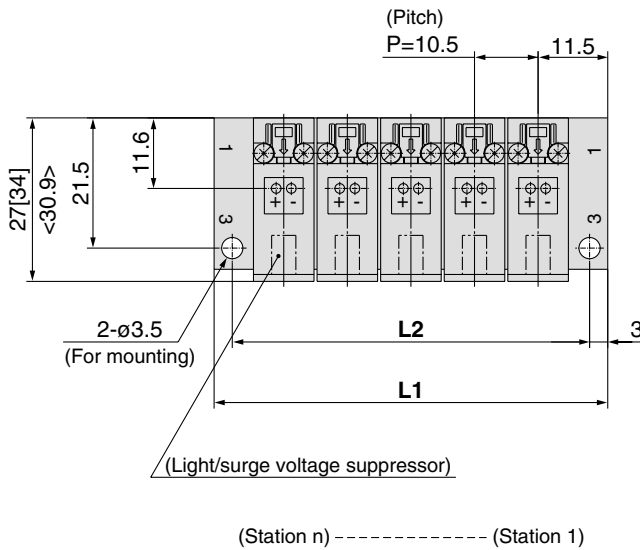 (Pitch)
P=10.5
11.5
27[34]
<30.9>
21.5
11.6
1
1
3
3
+ -
+ -
+ -
+ -
+ -
2-ø3.5
(For mounting)
L2
3
L1
(Light/surge voltage suppressor)
(Station n) ------------- (Station 1)